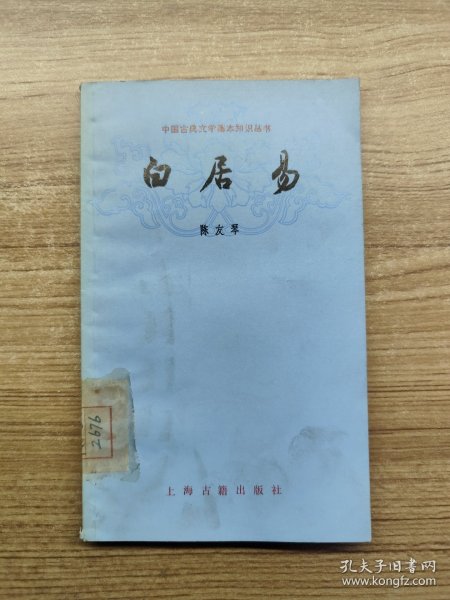 中国古典文学基本知识丛书
白居易
陈友琴
2676
上海古籍出版社
孔夫子旧书网
www.kongfz.com